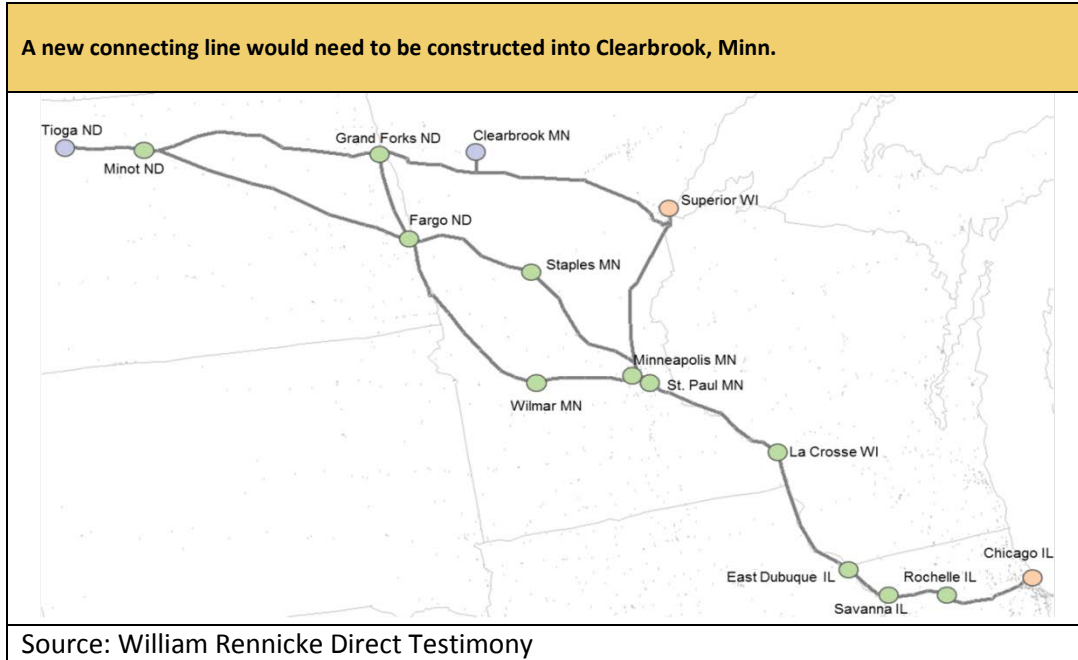 A new connecting line would need to be constructed into Clearbrook, Minn.
Tioga ND
Minot ND
Grand Forks ND
Clearbrook MN
Superior WI
Fargo ND
Staples MN
Minneapolis MN
St. Paul MN
Wilmar MN
La Crosse WI
Chicago IL
East Dubuque IL
Rochelle IL
Savanna IL
Source: William Rennicke Direct Testimony